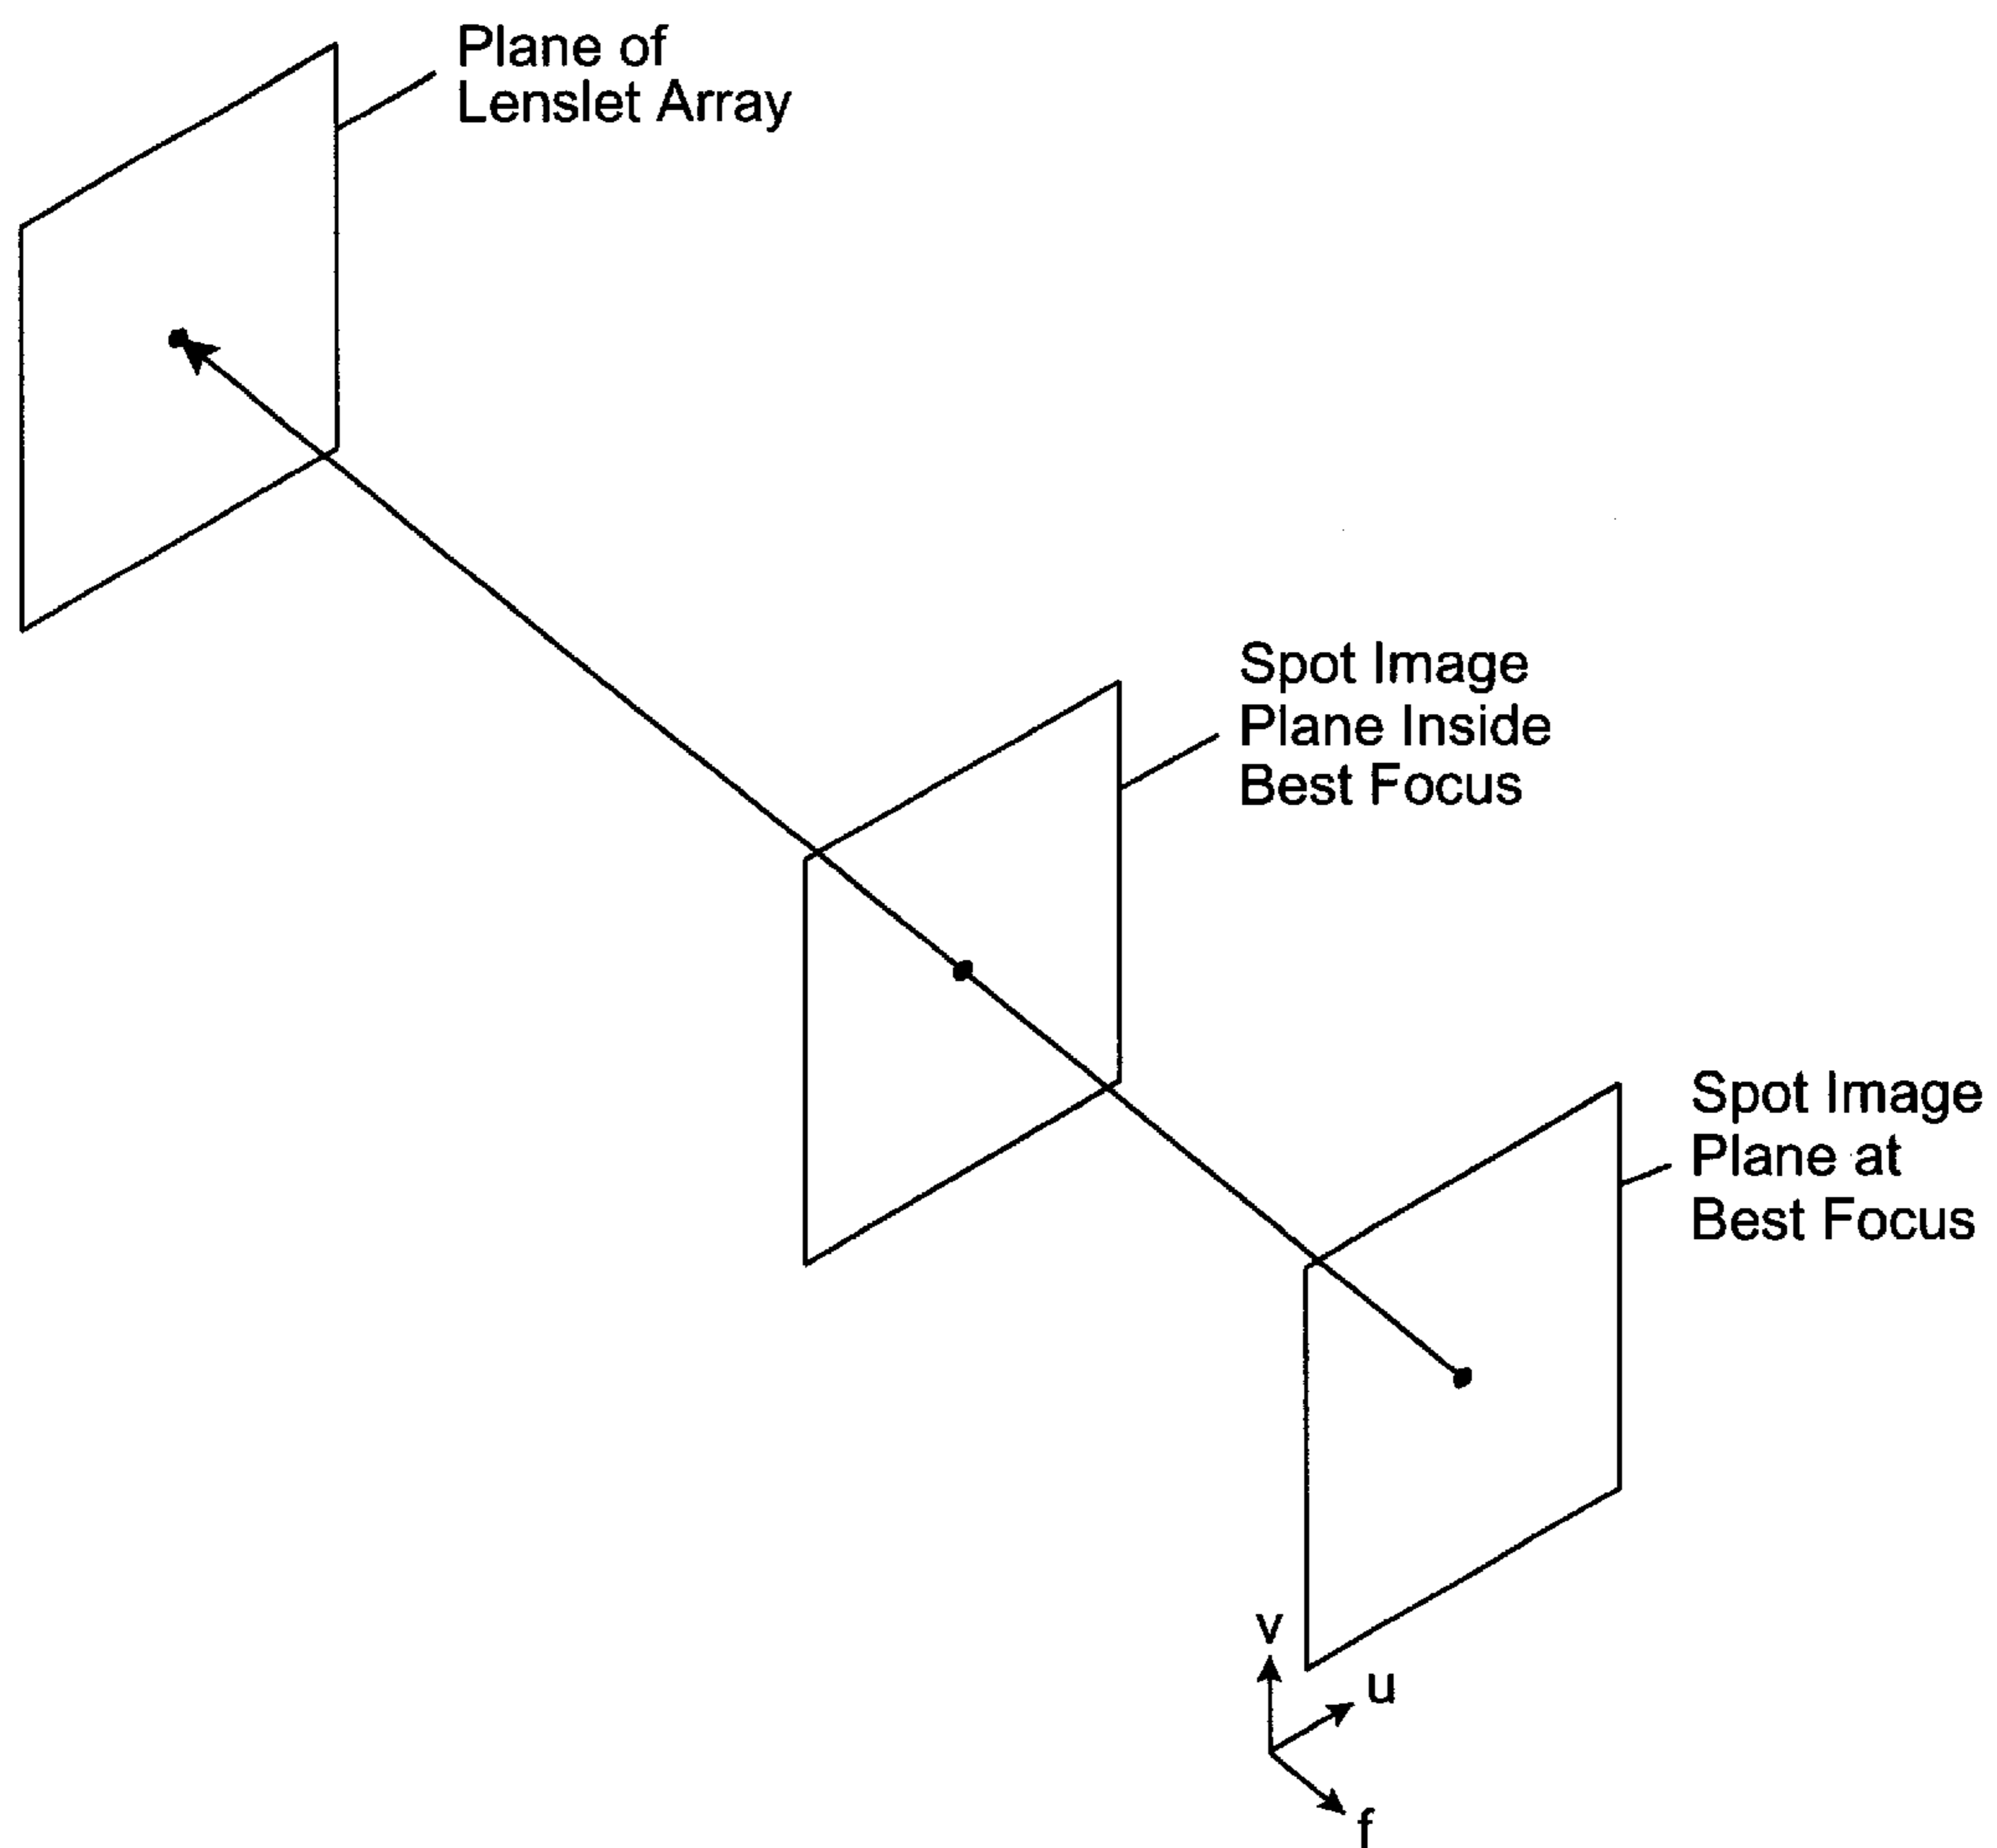 Plane of
Lenslet Array
Spot Image
Plane Inside
Best Focus
Spot Image
Plane at
Best Focus
v
u
f